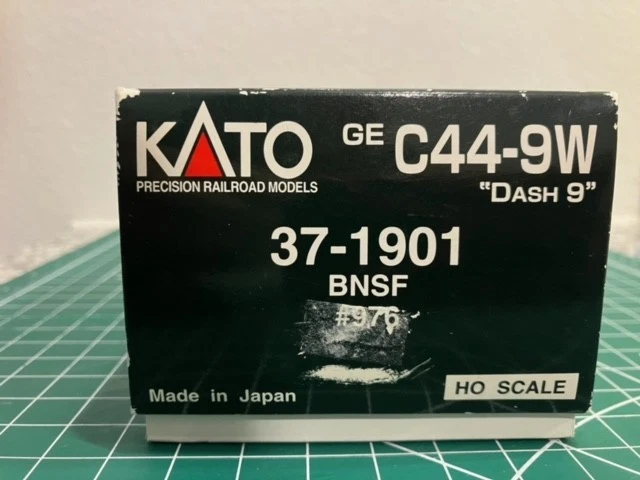 KATO
PRECISION RAILROAD MODELS
GE C44-9W
"DASH 9"
37-1901
BNSF
#976
Made in Japan
HO SCALE